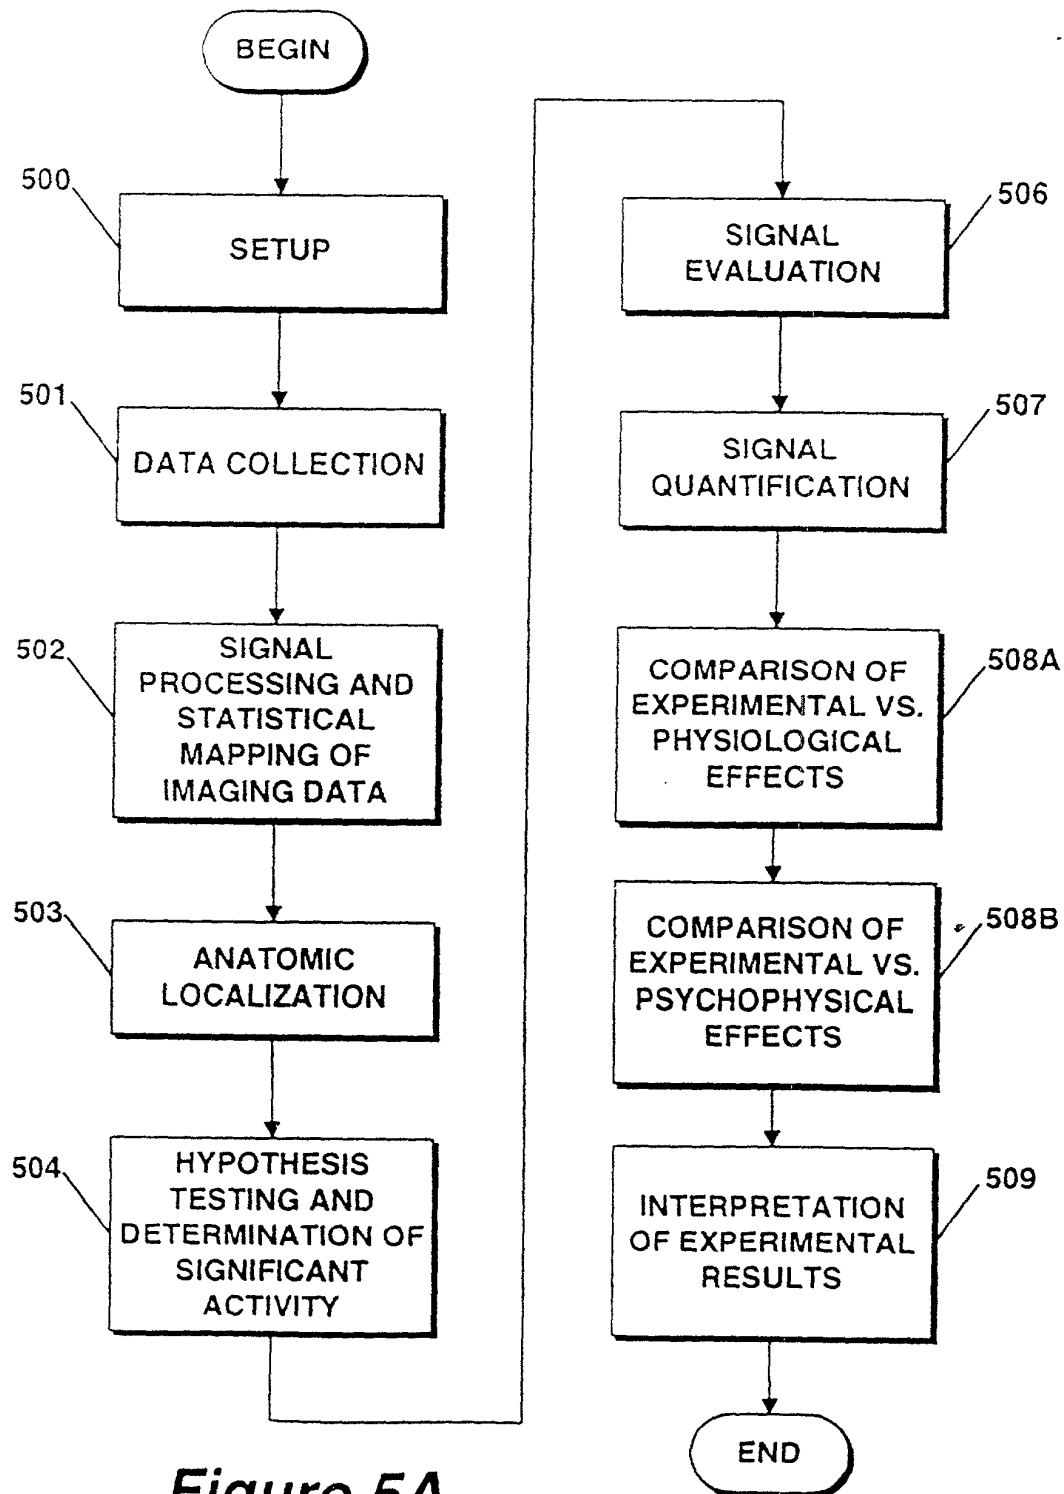 BEGIN
500
SETUP
501
DATA COLLECTION
502
SIGNAL
PROCESSING AND
STATISTICAL
MAPPING OF
IMAGING DATA
503
ANATOMIC
LOCALIZATION
504
HYPOTHESIS
TESTING AND
DETERMINATION OF
SIGNIFICANT
ACTIVITY
506
SIGNAL
EVALUATION
507
SIGNAL
QUANTIFICATION
508A
COMPARISON OF
EXPERIMENTAL VS.
PHYSIOLOGICAL
EFFECTS
508B
COMPARISON OF
EXPERIMENTAL VS.
PSYCHOPHYSICAL
EFFECTS
509
INTERPRETATION
OF EXPERIMENTAL
RESULTS
END
Figure 5A